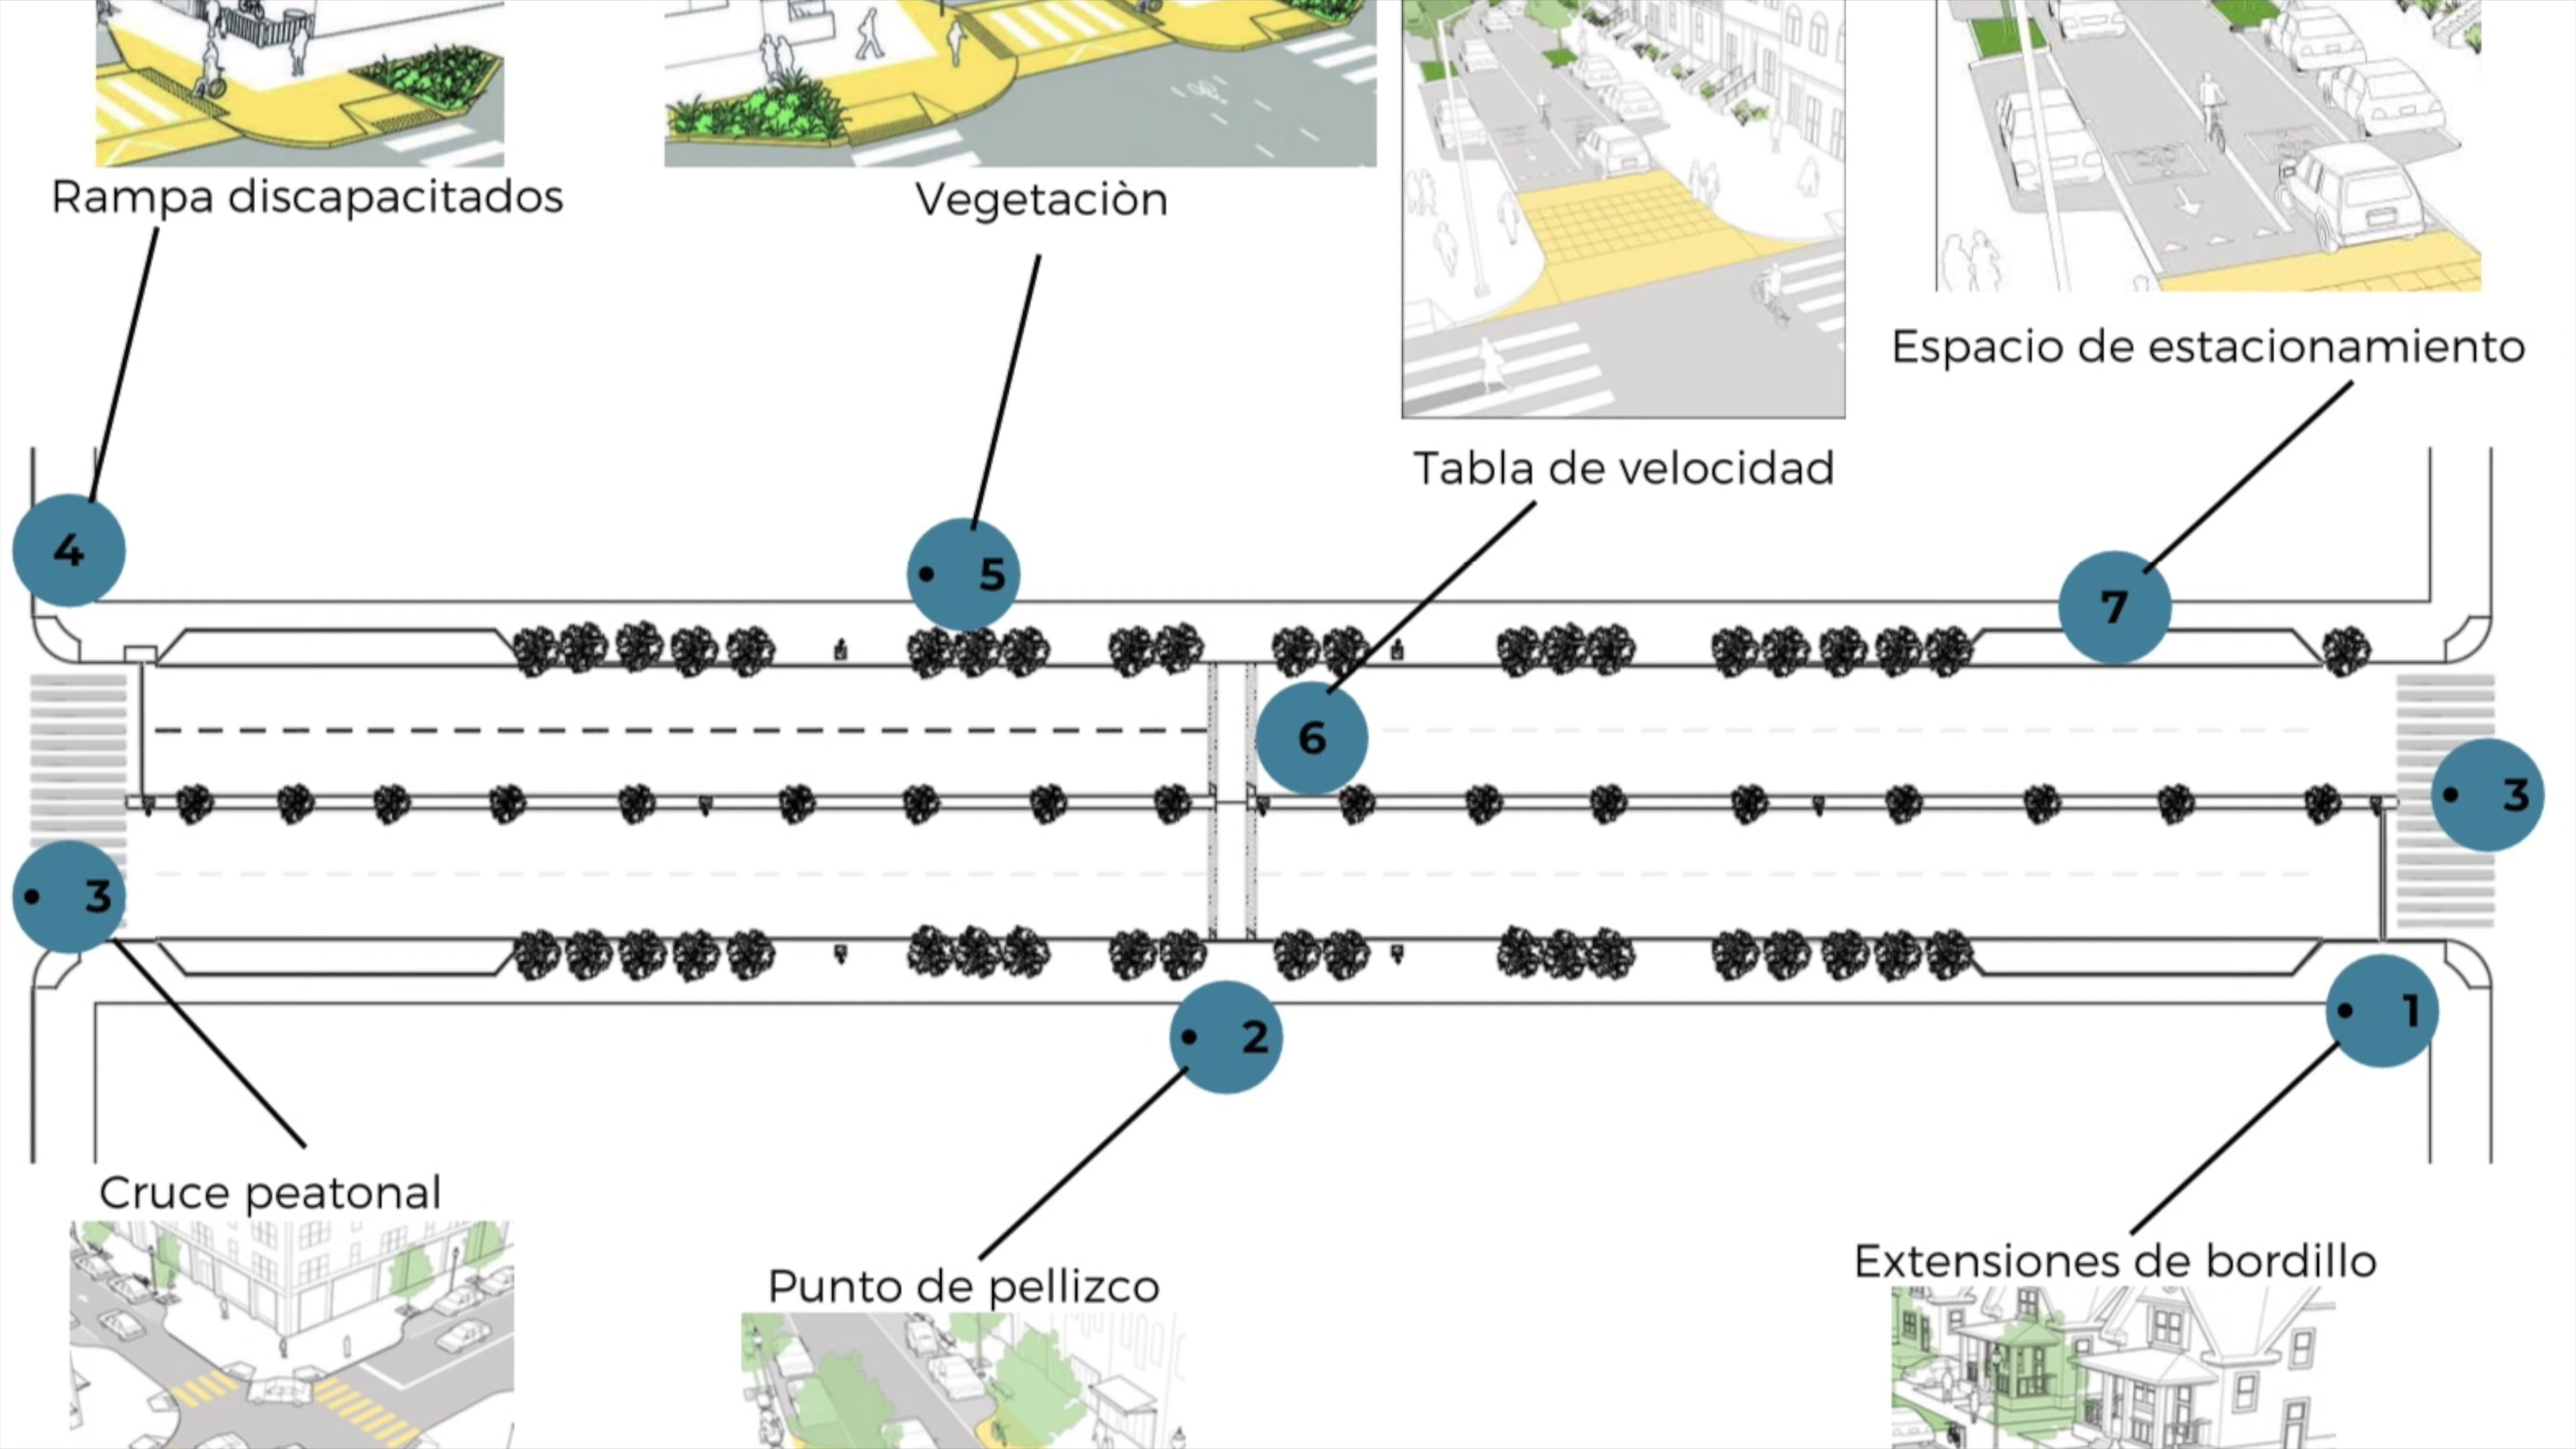 Rampa discapacitados
Vegetaciòn
Espacio de estacionamiento
Tabla de velocidad
4
5
7
6
3
• 3
• 2
• 1
Cruce peatonal
Punto de pellizco
Extensiones de bordillo